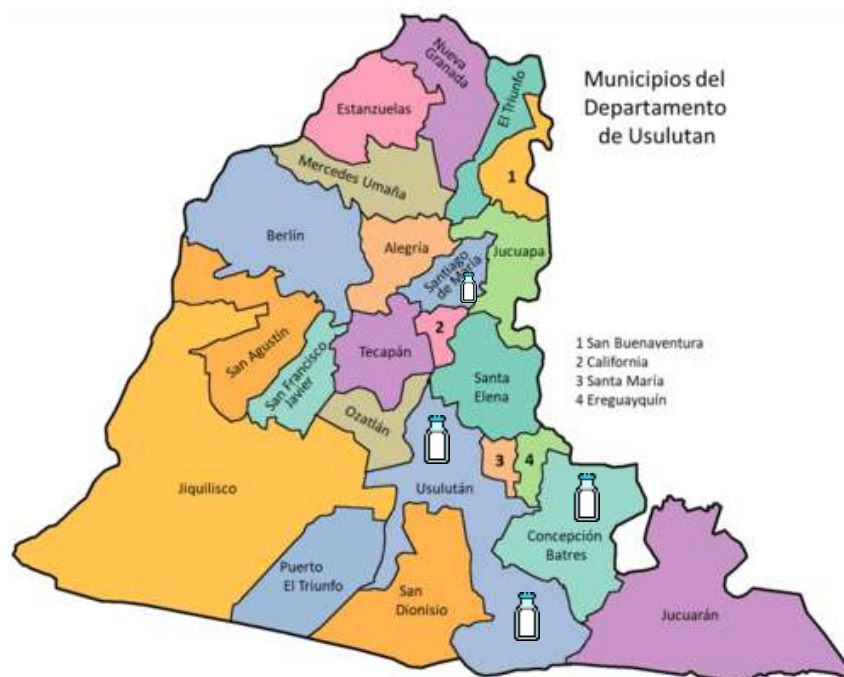 Municipios del
Departamento
de Usulutan
Nueva
Granada
El Triunfo
Estanzuelas
1
Mercedes Umaña
Berlín
Alegría
Jucuapa
Santiago
de María
2
1 San Buenaventura
2 California
3 Santa María
4 Ereguayquín
San Agustín
San Francisco
Javier
Tecapán
Santa
Elena
Ozatlán
3
4
Jiquilisco
Usulután
Concepción
Batres
Puerto
El Triunfo
San
Dionisio
Jucuarán